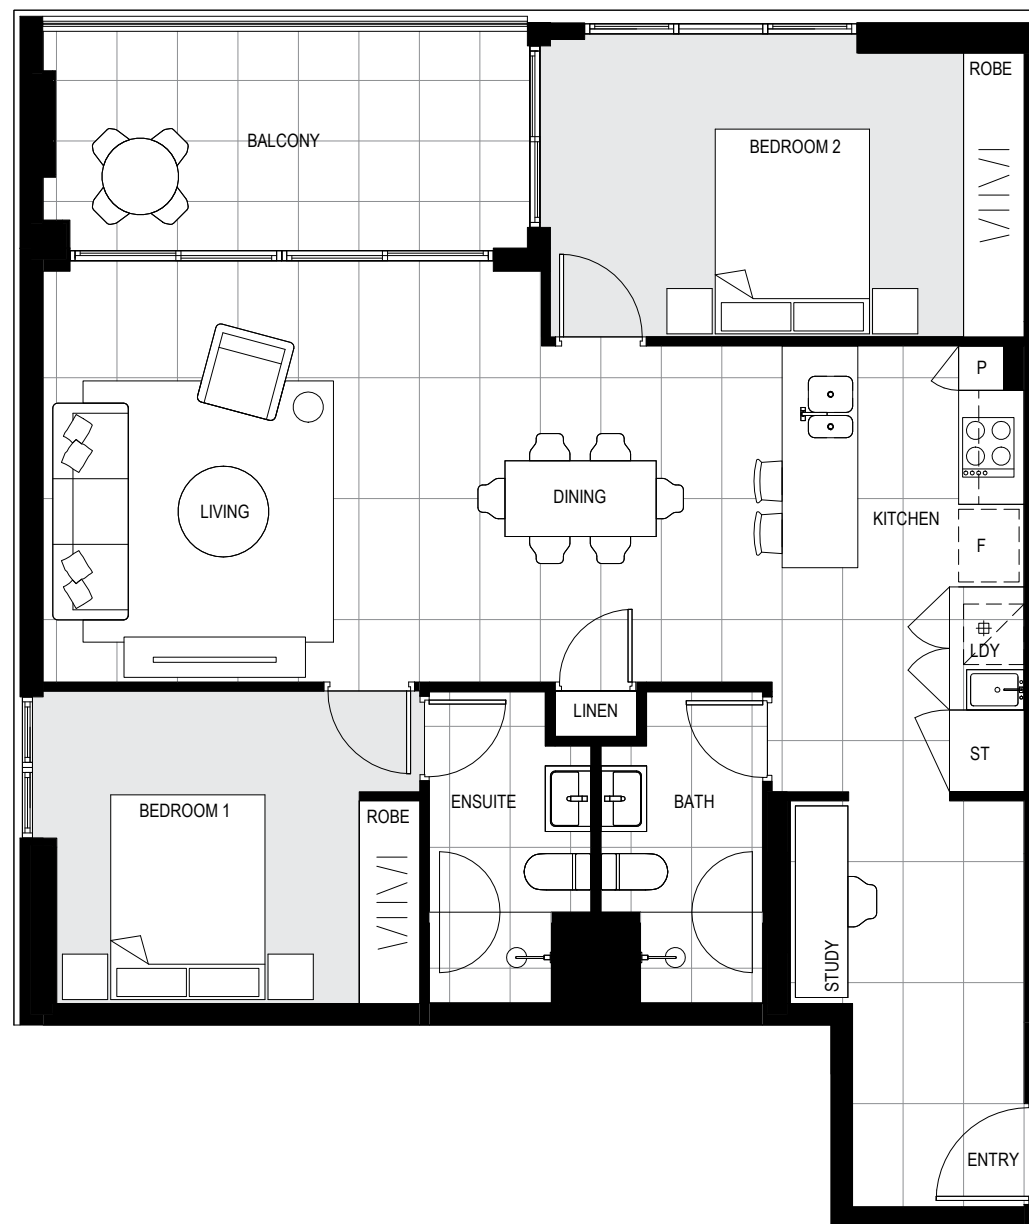 ROBE
BALCONY
BEDROOM 2
P
LIVING
DINING
KITCHEN
F
LDY
LINEN
ST
BEDROOM 1
ROBE
ENSUITE
BATH
STUDY
ENTRY